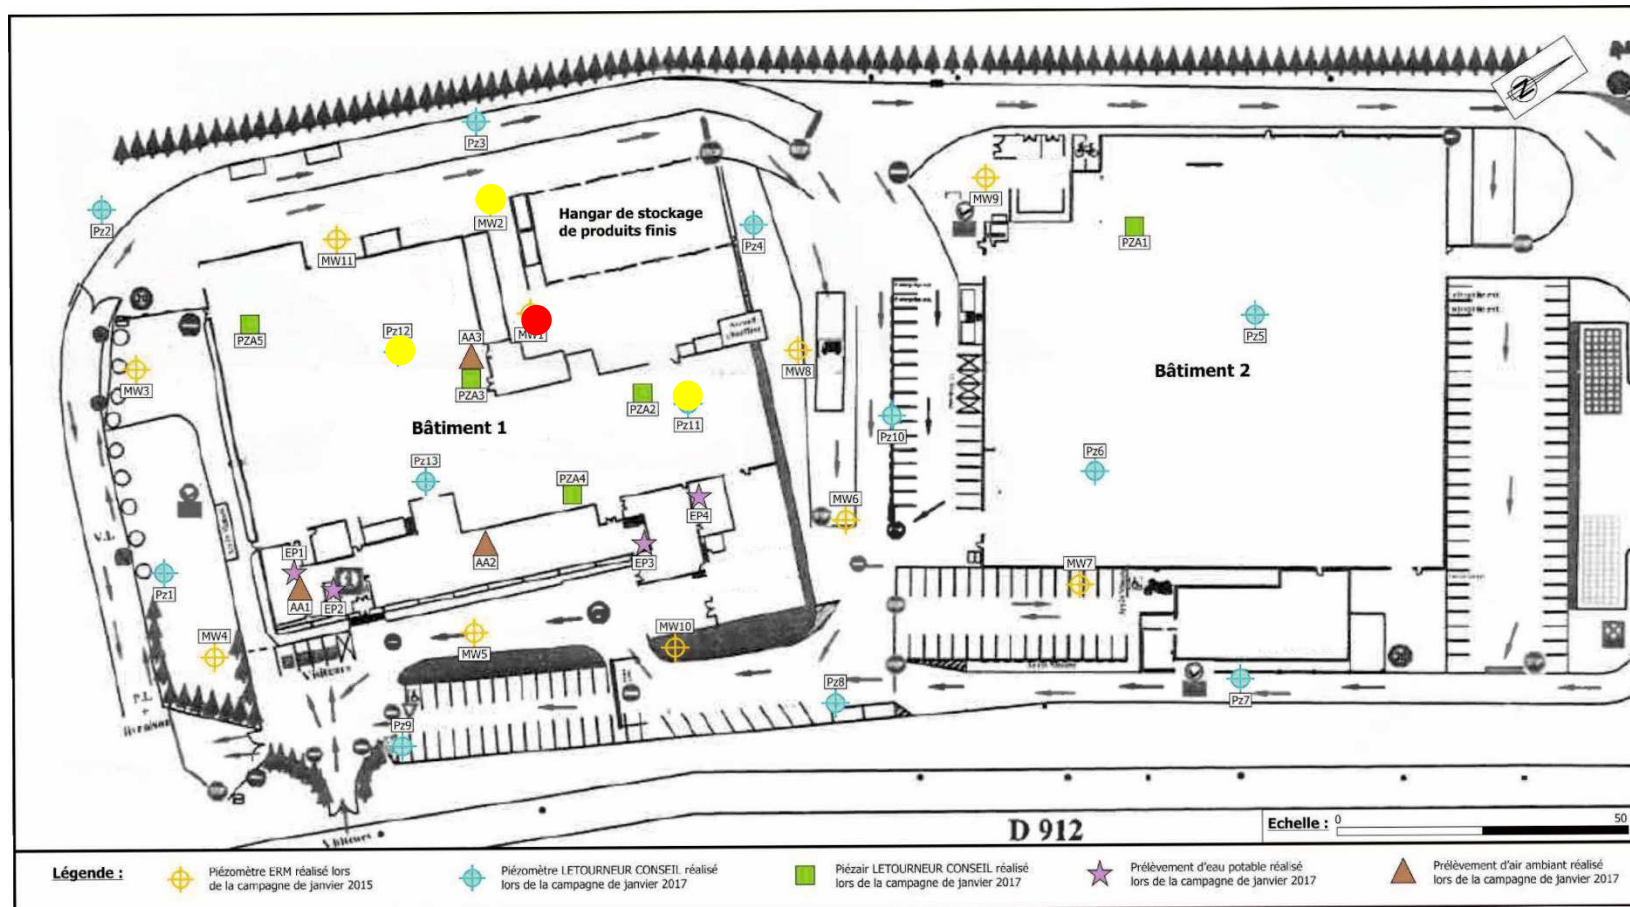 Pz3
N
MW2
Hangar de stockage
de produits finis
MW9
Pz2
Pz4
PZA1
MW11
MW1
PZA5
Pz12
AA3
Accueil
chauffeur
Pz5
MW3
PZA3
PZA2
MW8
Bâtiment 2
Bâtiment 1
Pz11
Pz10
Pz13
PZA4
Pz6
EP4
MW6
V.L
EP1
AA2
EP3
MW7
Pz1
AA1
EP2
MW4
MW5
MW10
Visiteurs
P.L
+
livraison
Pz8
Pz7
Pz9
Visiteurs
D 912
Echelle : 0 50
Légende :
Piézomètre ERM réalisé lors
de la campagne de janvier 2015
Piézomètre LETOURNEUR CONSEIL réalisé
lors de la campagne de janvier 2017
Piézair LETOURNEUR CONSEIL réalisé
lors de la campagne de janvier 2017
Prélèvement d'eau potable réalisé
lors de la campagne de janvier 2017
Prélèvement d'air ambiant réalisé
lors de la campagne de janvier 2017